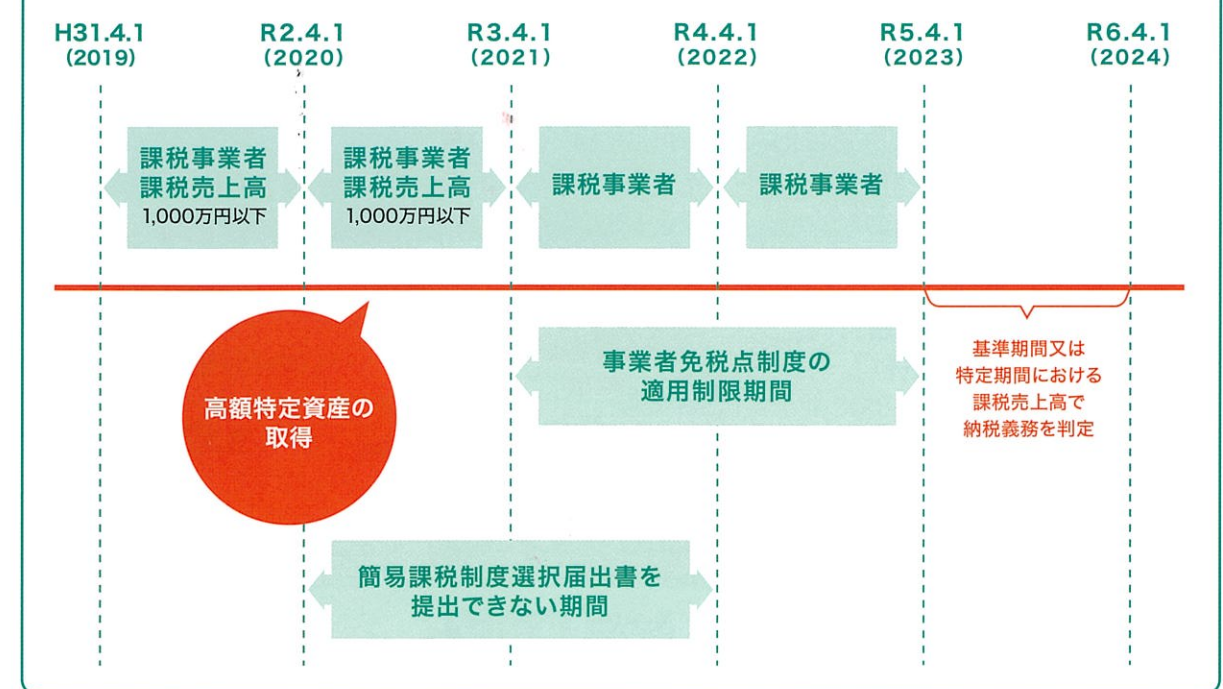 H31.4.1
(2019)
R2.4.1
(2020)
R3.4.1
(2021)
R4.4.1
(2022)
R5.4.1
(2023)
R6.4.1
(2024)
課税事業者
課税売上高
1,000万円以下
課税事業者
課税売上高
1,000万円以下
課税事業者
課税事業者
高額特定資産の
取得
事業者免税点制度の
適用制限期間
基準期間又は
特定期間における
課税売上高で
納税義務を判定
簡易課税制度選択届出書を
提出できない期間